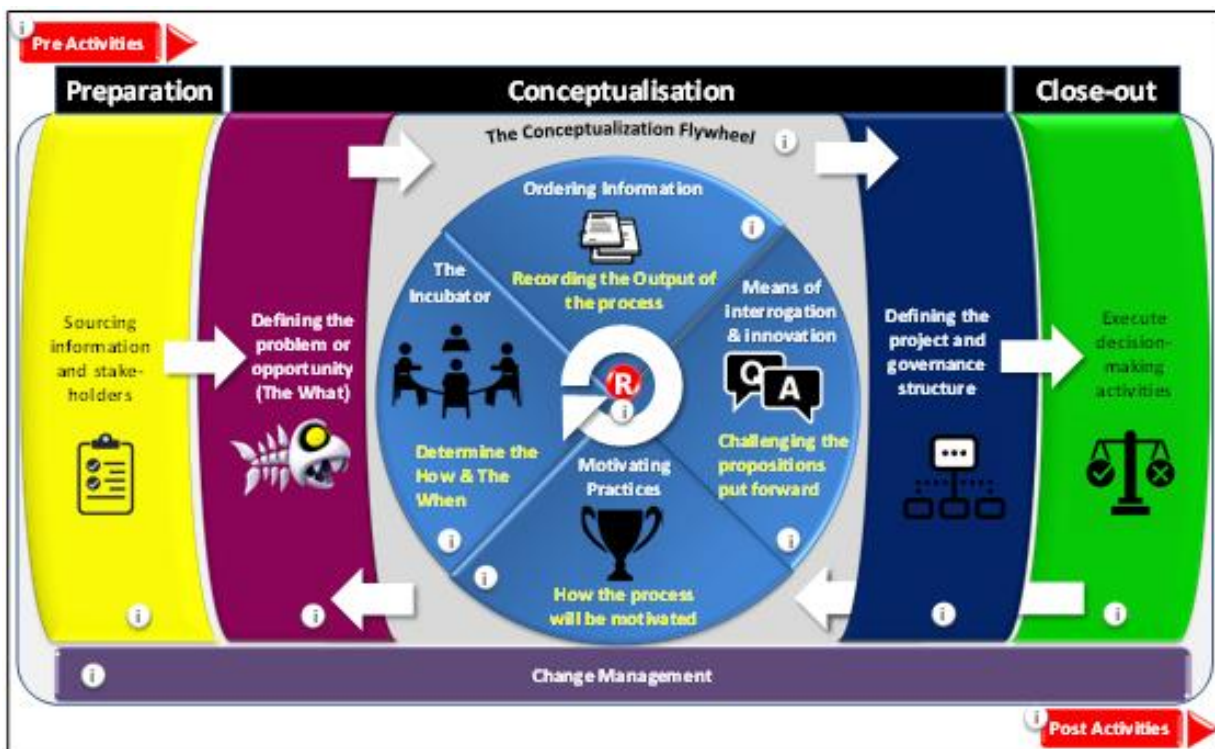 Pre Activities
Preparation
Conceptualisation
Close-out
The Conceptualization Flywheel
Sourcing
information
and stake-
holders
Defining the
problem or
opportunity
(The What)
Ordering Information
Recording the Output of
the process
The
Incubator
Determine the
How & The
When
R
Means of
interrogation
& innovation
Q
A
Challenging the
propositions
put forward
Motivating
Practices
How the process
will be motivated
Defining the
project and
governance
structure
Execute
decision-
making
activities
i
i
i
i
i
i
i
i
i
i
i
i
Change Management
i
Post Activities